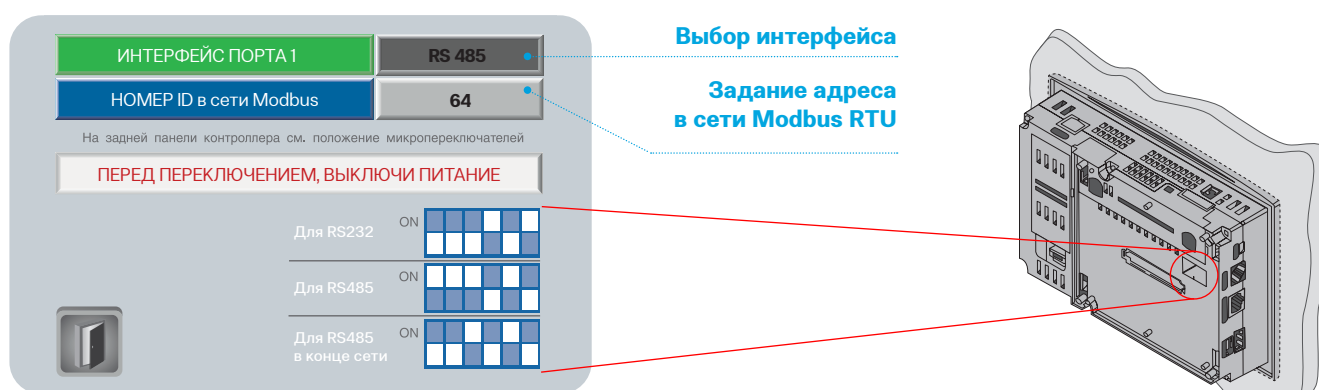 ИНТЕРФЕЙС ПОРТА 1
RS 485
Выбор интерфейса
НОМЕР ID в сети Modbus
64
Задание адреса
в сети Modbus RTU
На задней панели контроллера см. положение микропереключателей
ПЕРЕД ПЕРЕКЛЮЧЕНИЕМ, ВЫКЛЮЧИ ПИТАНИЕ
Для RS232
ON
Для RS485
ON
Для RS485
в конце сети
ON